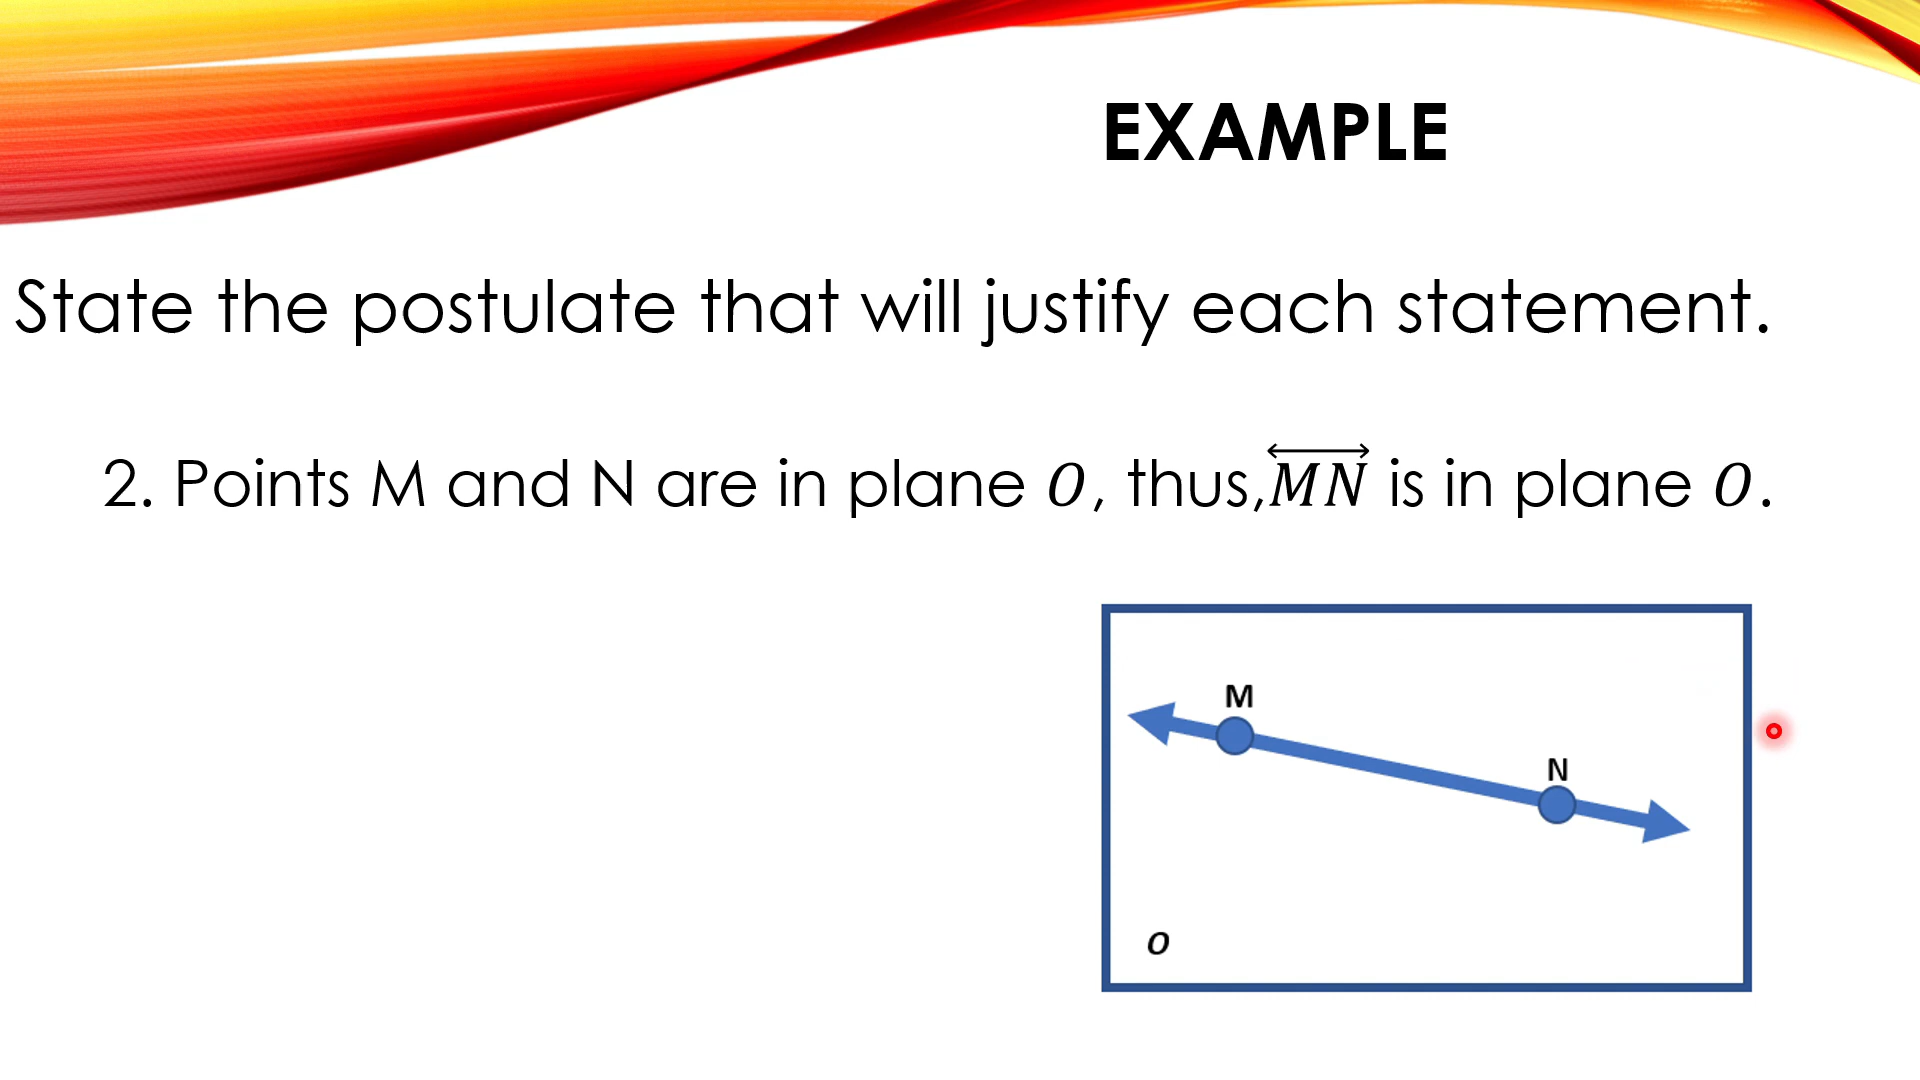 EXAMPLE
State the postulate that will justify each statement.
2. Points M and N are in plane O, thus, \overleftrightarrow{MN} is in plane O.
M
N
O